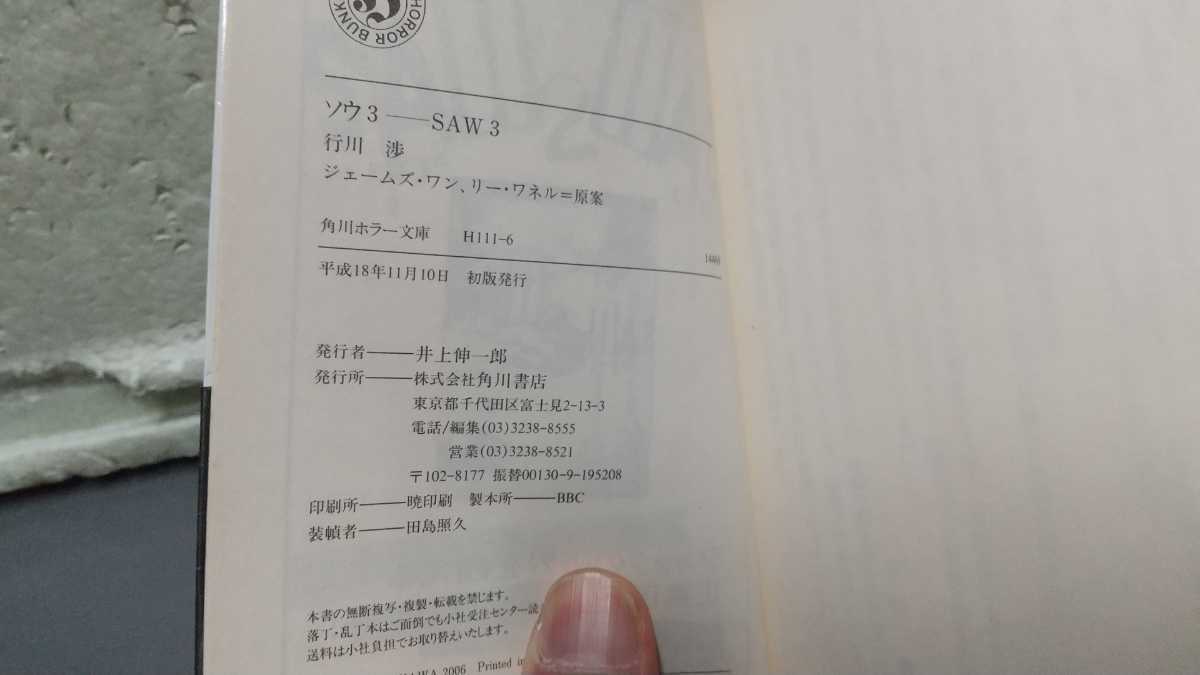 HORROR BUNK
ソウ3 ── SAW 3
行川 渉
ジェームズ・ワン、リー・ワネル＝原案
角川ホラー文庫 H111-6
平成18年11月10日 初版発行
発行者──井上伸一郎
発行所──株式会社角川書店
東京都千代田区富士見2-13-3
電話/編集(03)3238-8555
営業(03)3238-8521
〒102-8177 振替00130-9-195208
印刷所──暁印刷 製本所──BBC
装幀者──田島照久
本書の無断複写・複製・転載を禁じます。
落丁・乱丁本はご面倒でも小社受注センター読
送料は小社負担でお取り替えいたします。
2006 Printed in